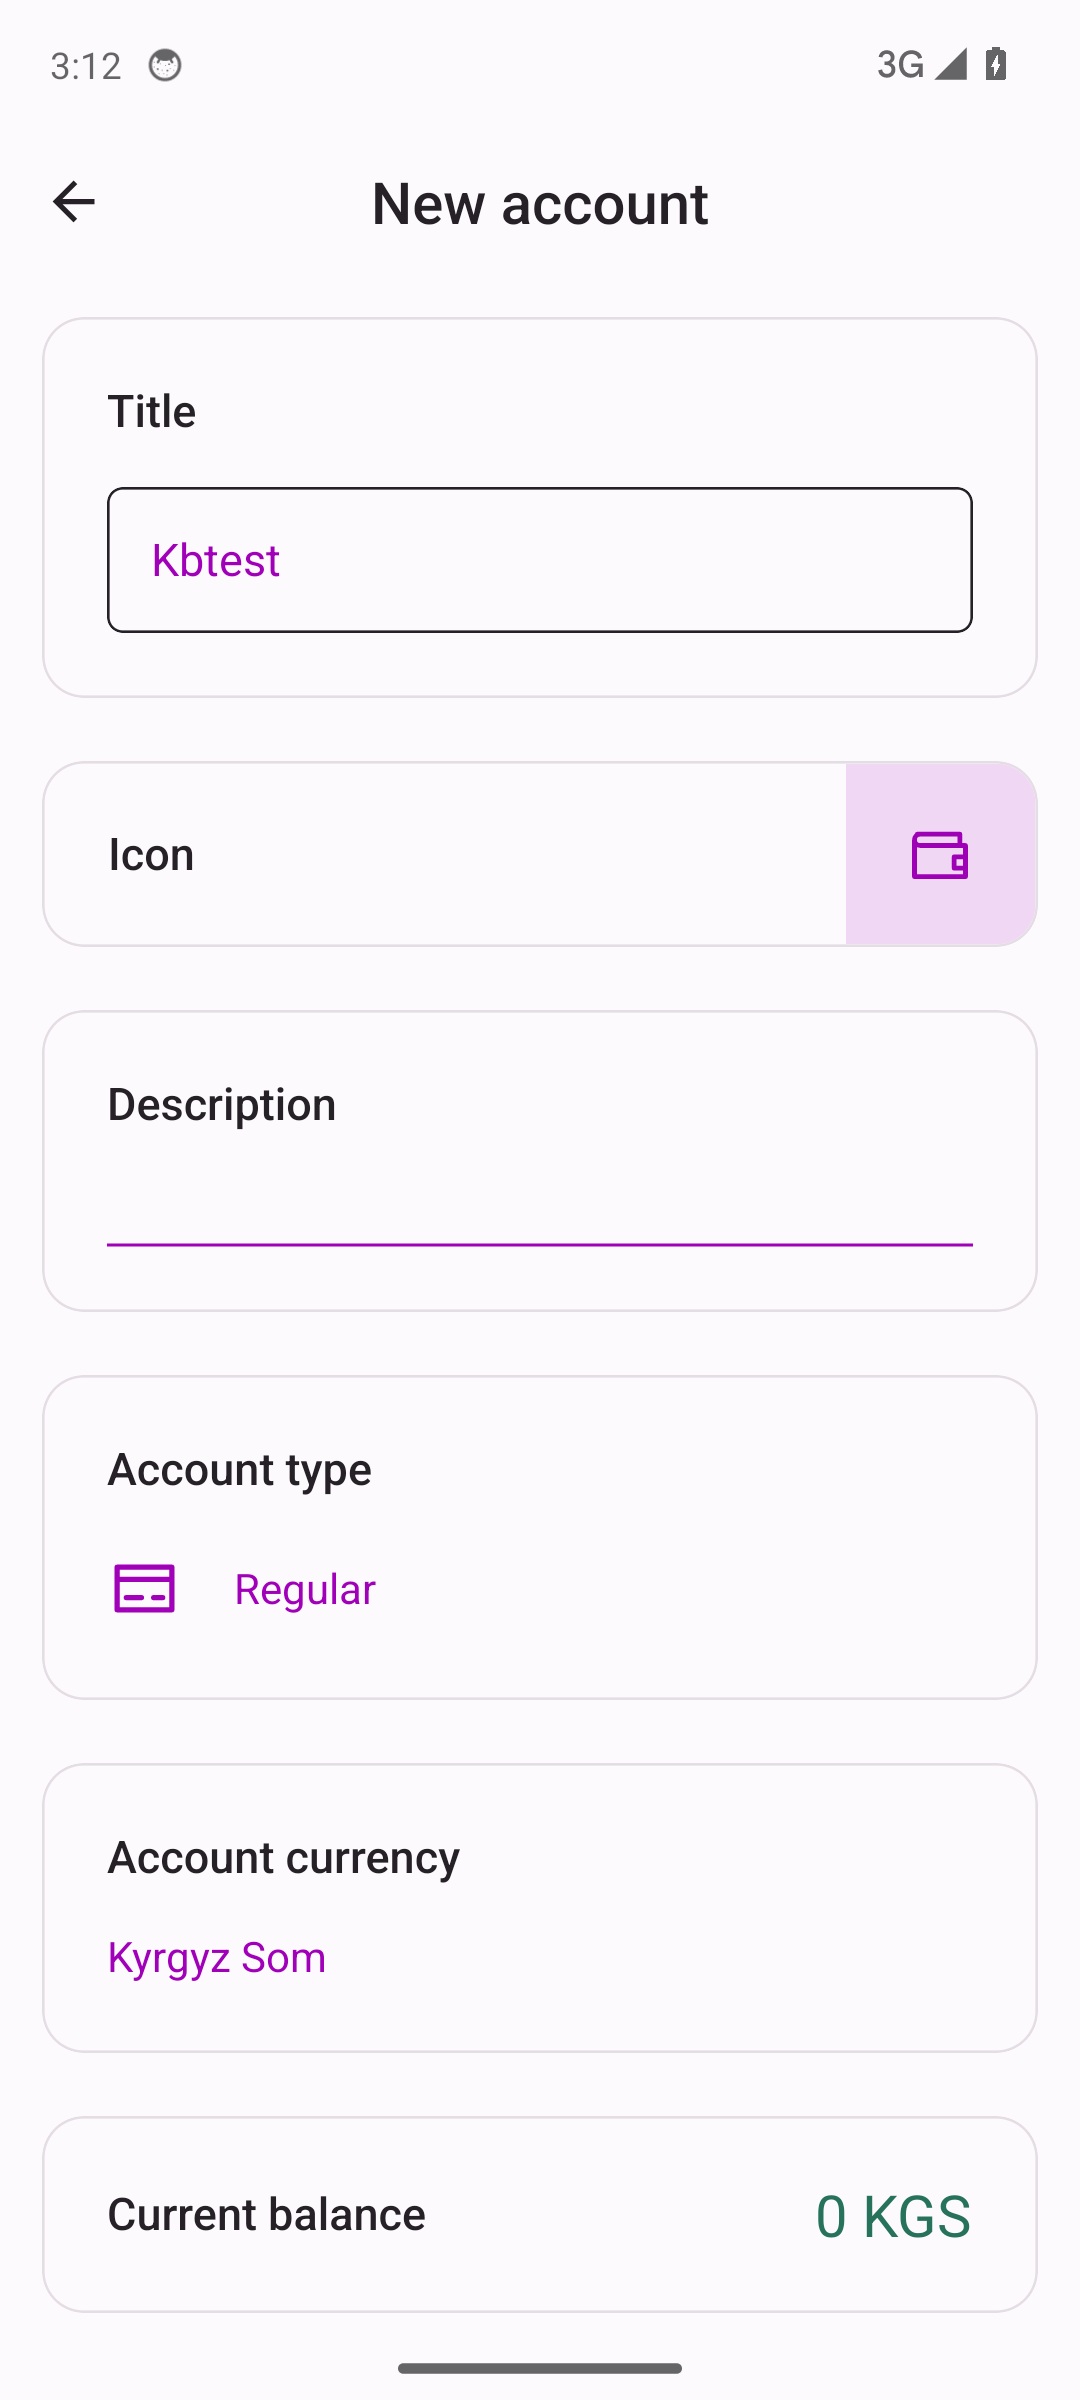 3:12
3G
New account
Title
Kbtest
Icon
Description
Account type
Regular
Account currency
Kyrgyz Som
Current balance
0 KGS